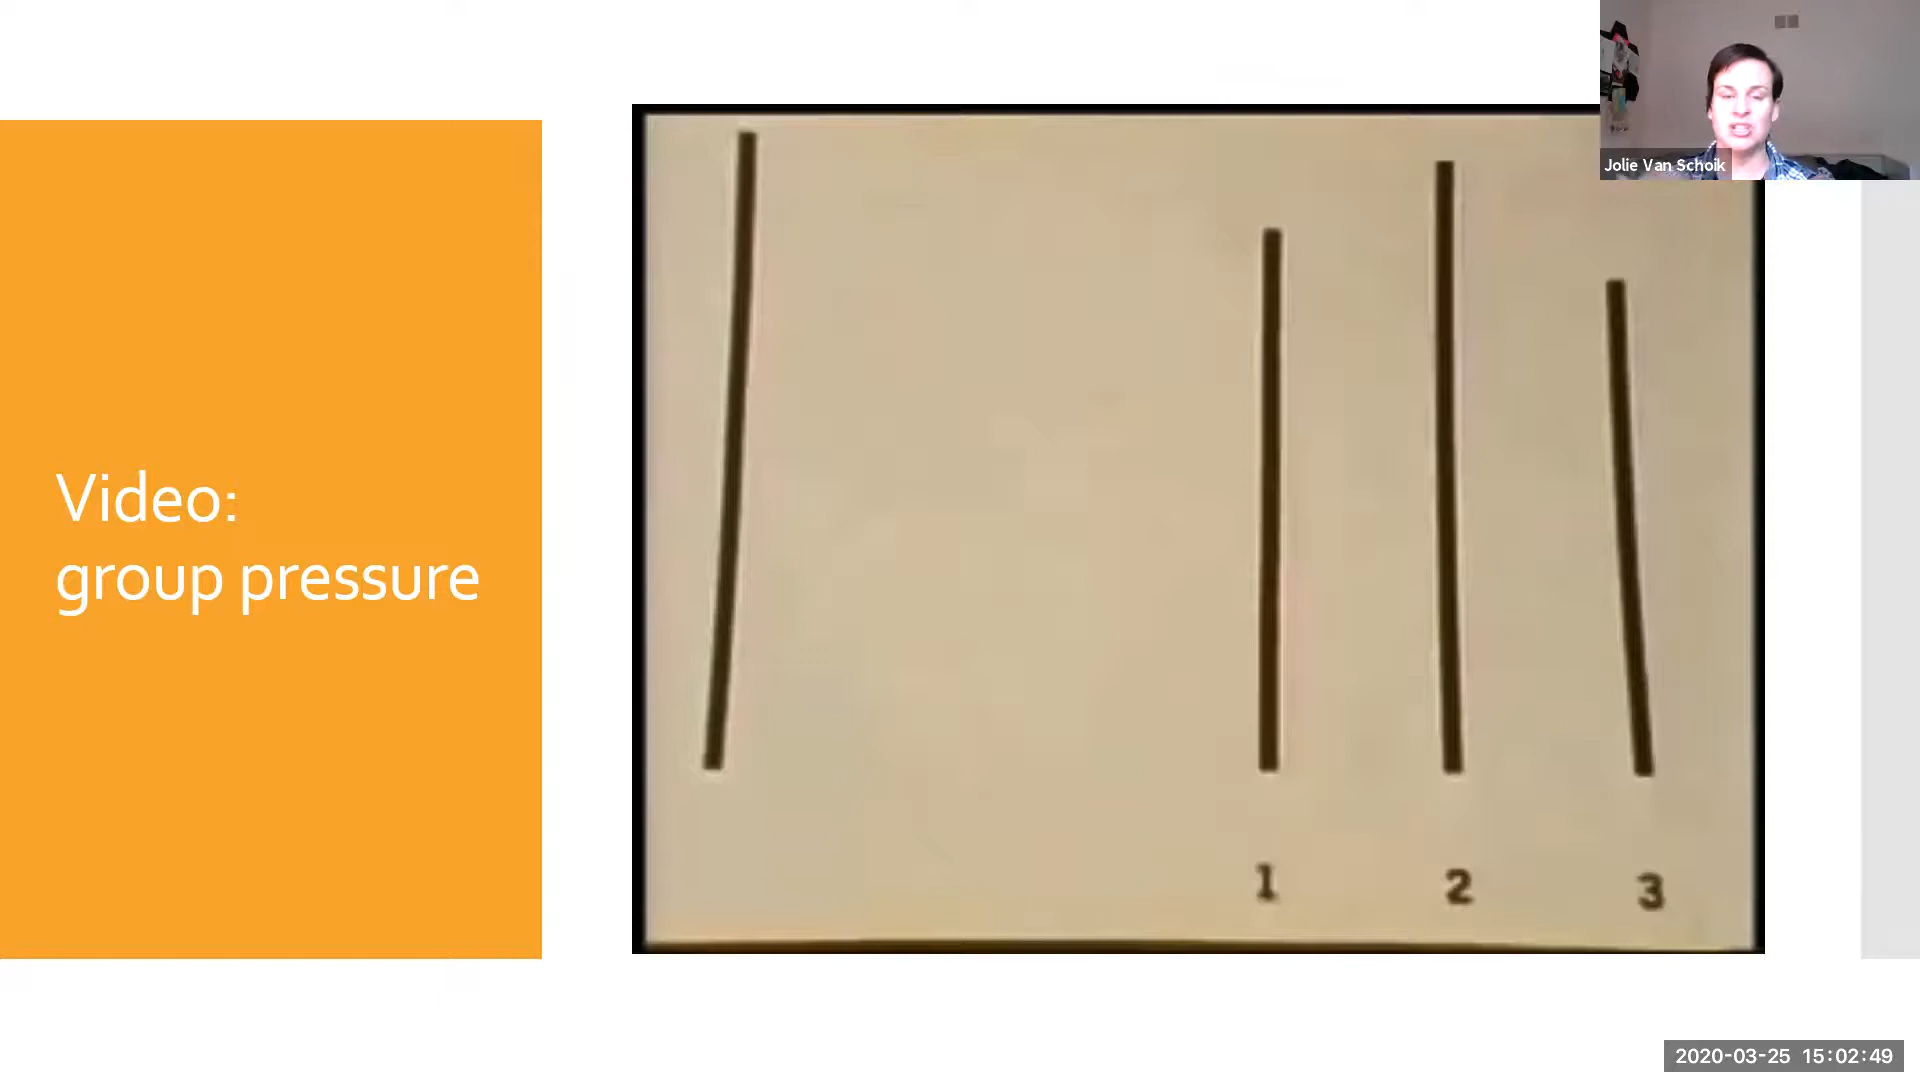 Jolie Van Schoik
Video:
group pressure
1 2 3
2020-03-25 15:02:49